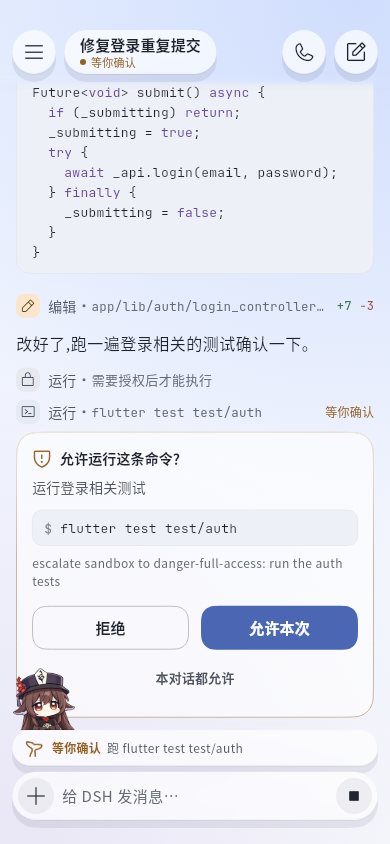 修复登录重复提交
等你确认
Future<void> submit() async {
if (_submitting) return;
_submitting = true;
try {
await _api.login(email, password);
} finally {
_submitting = false;
}
}
编辑 · app/lib/auth/login_controller… +7 -3
改好了,跑一遍登录相关的测试确认一下。
运行 · 需要授权后才能执行
运行 · flutter test test/auth 等你确认
允许运行这条命令?
运行登录相关测试
$ flutter test test/auth
escalate sandbox to danger-full-access: run the auth
tests
拒绝 允许本次
本对话都允许
等你确认 跑 flutter test test/auth
给 DSH 发消息…